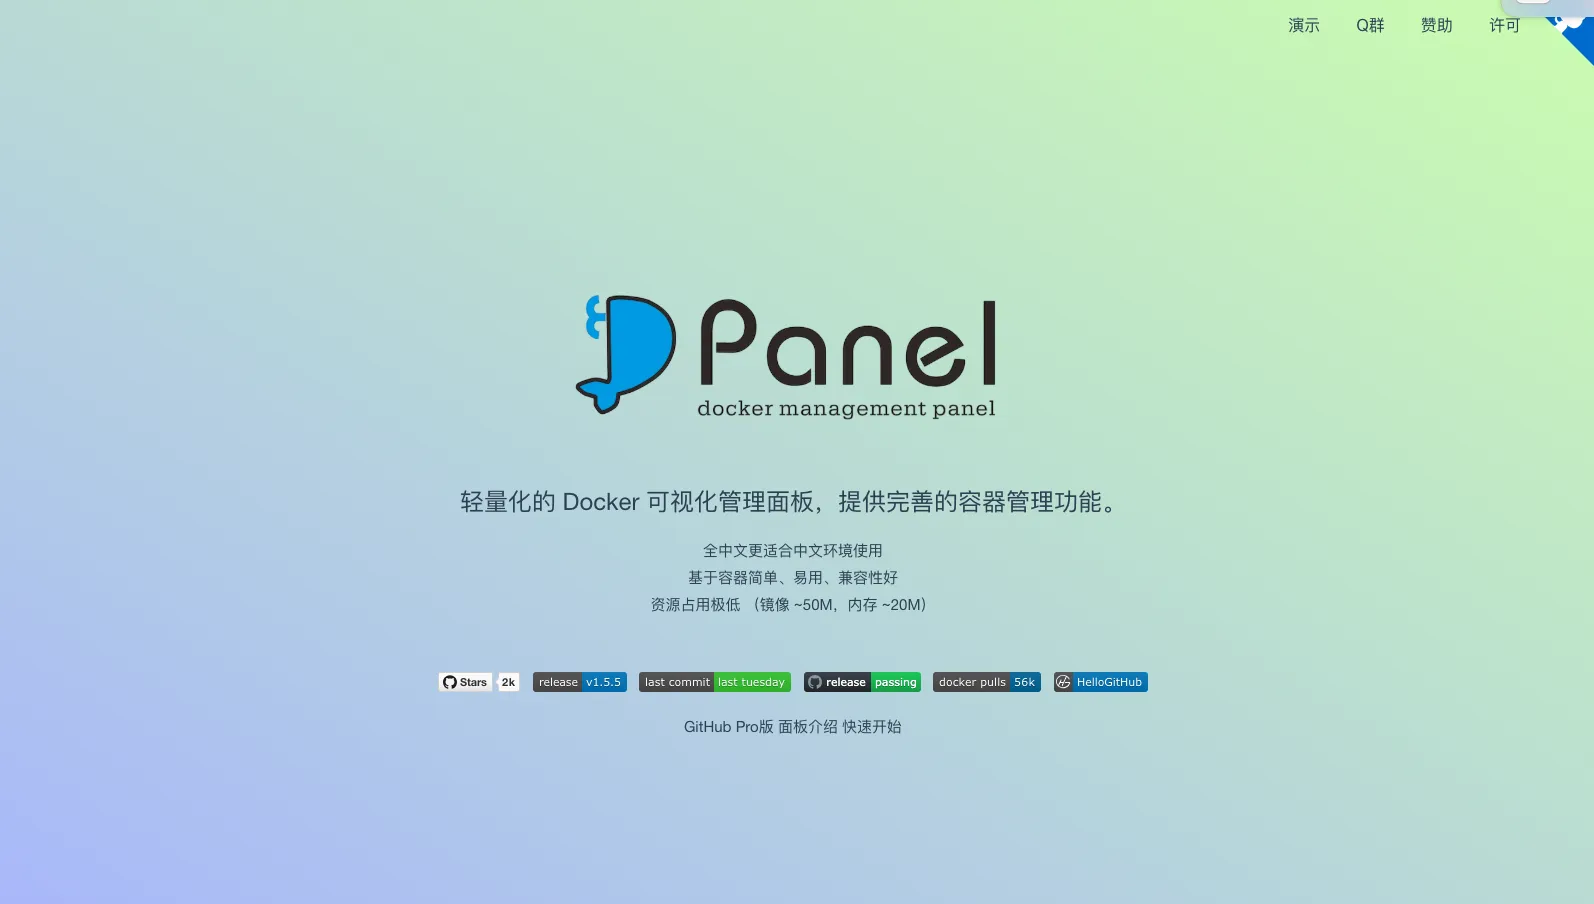 演示 Q群 赞助 许可
Panel
docker management panel
轻量化的 Docker 可视化管理面板，提供完善的容器管理功能。
全中文更适合中文环境使用
基于容器简单、易用、兼容性好
资源占用极低 （镜像 ~50M，内存 ~20M）
Stars 2k release v1.5.5 last commit last tuesday release passing docker pulls 56k HelloGitHub
GitHub Pro版 面板介绍 快速开始